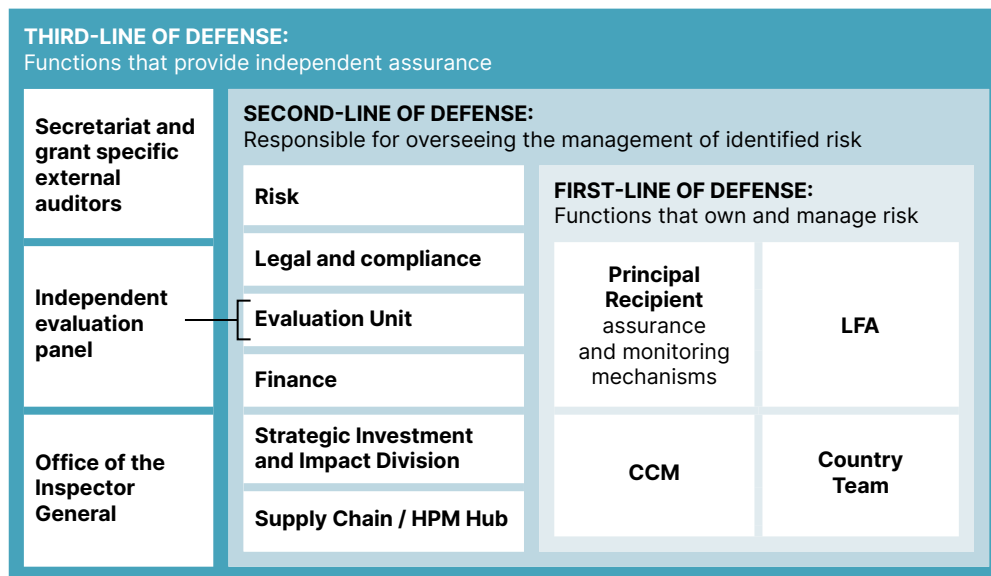 THIRD-LINE OF DEFENSE:
Functions that provide independent assurance
Secretariat and
grant specific
external
auditors
Independent
evaluation
panel
Office of the
Inspector
General
SECOND-LINE OF DEFENSE:
Responsible for overseeing the management of identified risk
Risk
Legal and compliance
Evaluation Unit
Finance
Strategic Investment
and Impact Division
Supply Chain / HPM Hub
FIRST-LINE OF DEFENSE:
Functions that own and manage risk
Principal
Recipient
assurance
and monitoring
mechanisms
LFA
CCM
Country
Team